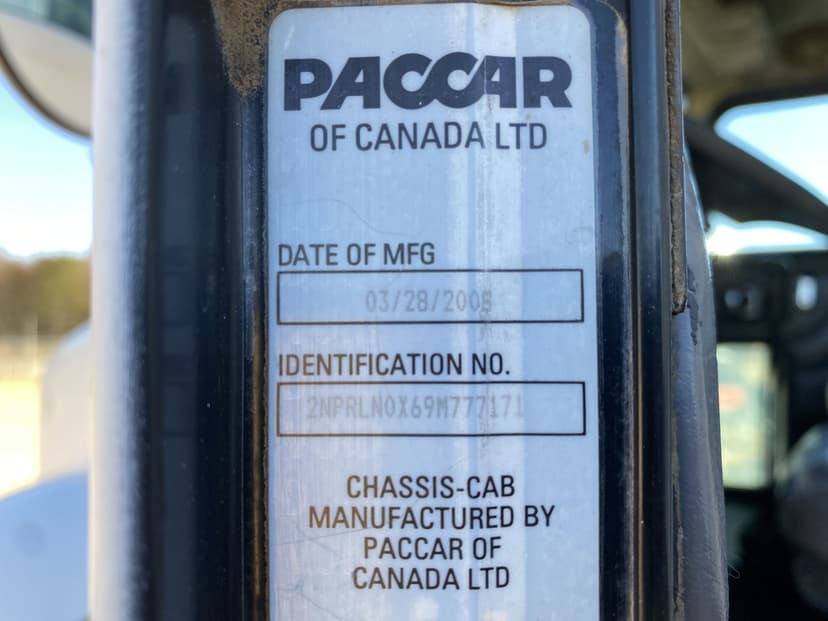 PACCAR
OF CANADA LTD
DATE OF MFG
03/28/2008
IDENTIFICATION NO.
2NPRLN0X69M777171
CHASSIS-CAB
MANUFACTURED BY
PACCAR OF
CANADA LTD